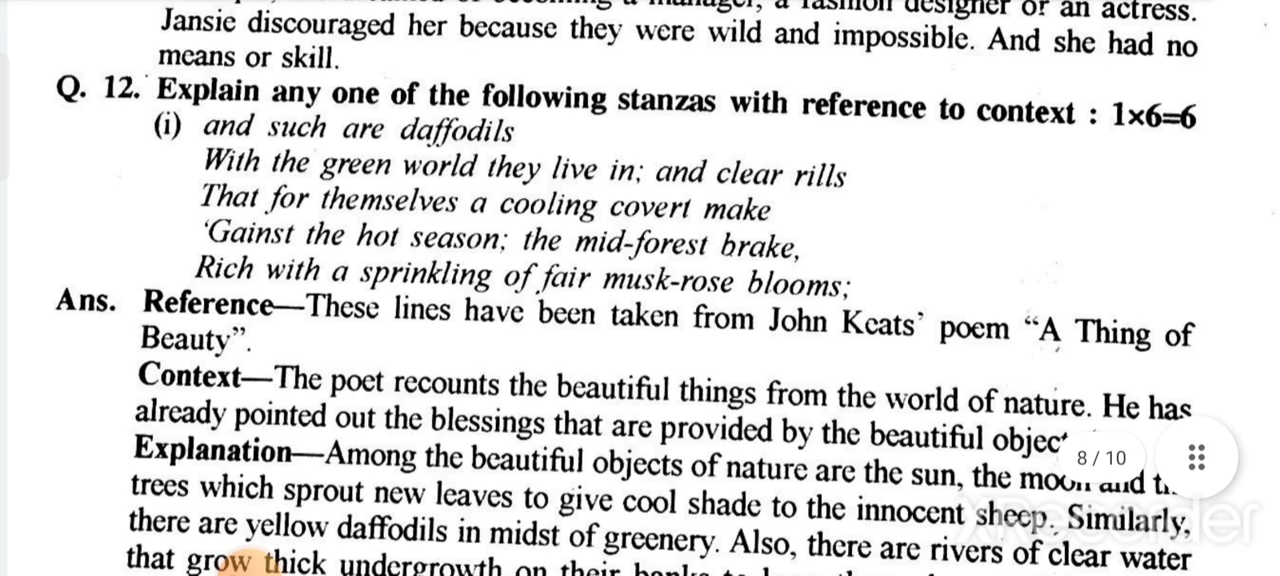 a manager, a fashion designer or an actress.
Jansie discouraged her because they were wild and impossible. And she had no
means or skill.
Q. 12. Explain any one of the following stanzas with reference to context : 1×6=6
(i) and such are daffodils
With the green world they live in; and clear rills
That for themselves a cooling covert make
‘Gainst the hot season; the mid-forest brake,
Rich with a sprinkling of fair musk-rose blooms;
Ans. Reference—These lines have been taken from John Keats’ poem “A Thing of
Beauty”.
Context—The poet recounts the beautiful things from the world of nature. He has
already pointed out the blessings that are provided by the beautiful
8 / 10
Explanation—Among the beautiful objects of nature are the sun, the moon and
trees which sprout new leaves to give cool shade to the innocent sheep. Similarly,
XRecorder
there are yellow daffodils in midst of greenery. Also, there are rivers of clear water
that grow thick undergrowth on their